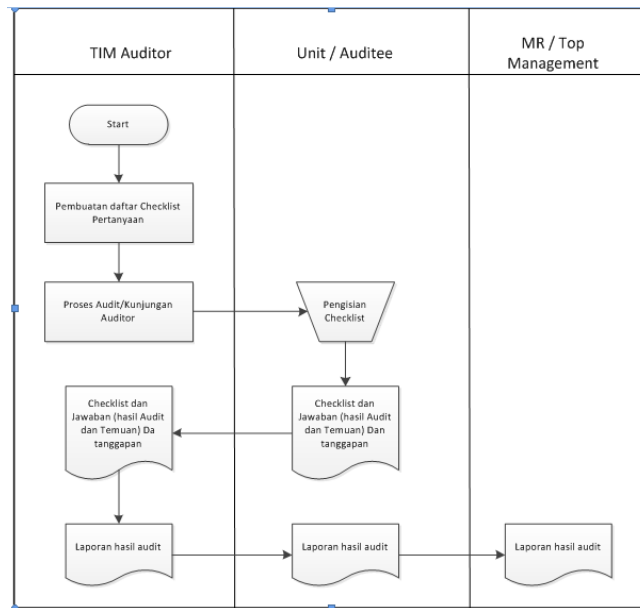 TIM Auditor
Unit / Auditee
MR / Top
Management
Start
Pembuatan daftar Checklist
Pertanyaan
Proses Audit/Kunjungan
Auditor
Pengisian
Checklist
Checklist dan
Jawaban (hasil Audit
dan Temuan) Da
tanggapan
Checklist dan
Jawaban (hasil Audit
dan Temuan) Dan
tanggapan
Laporan hasil audit
Laporan hasil audit
Laporan hasil audit